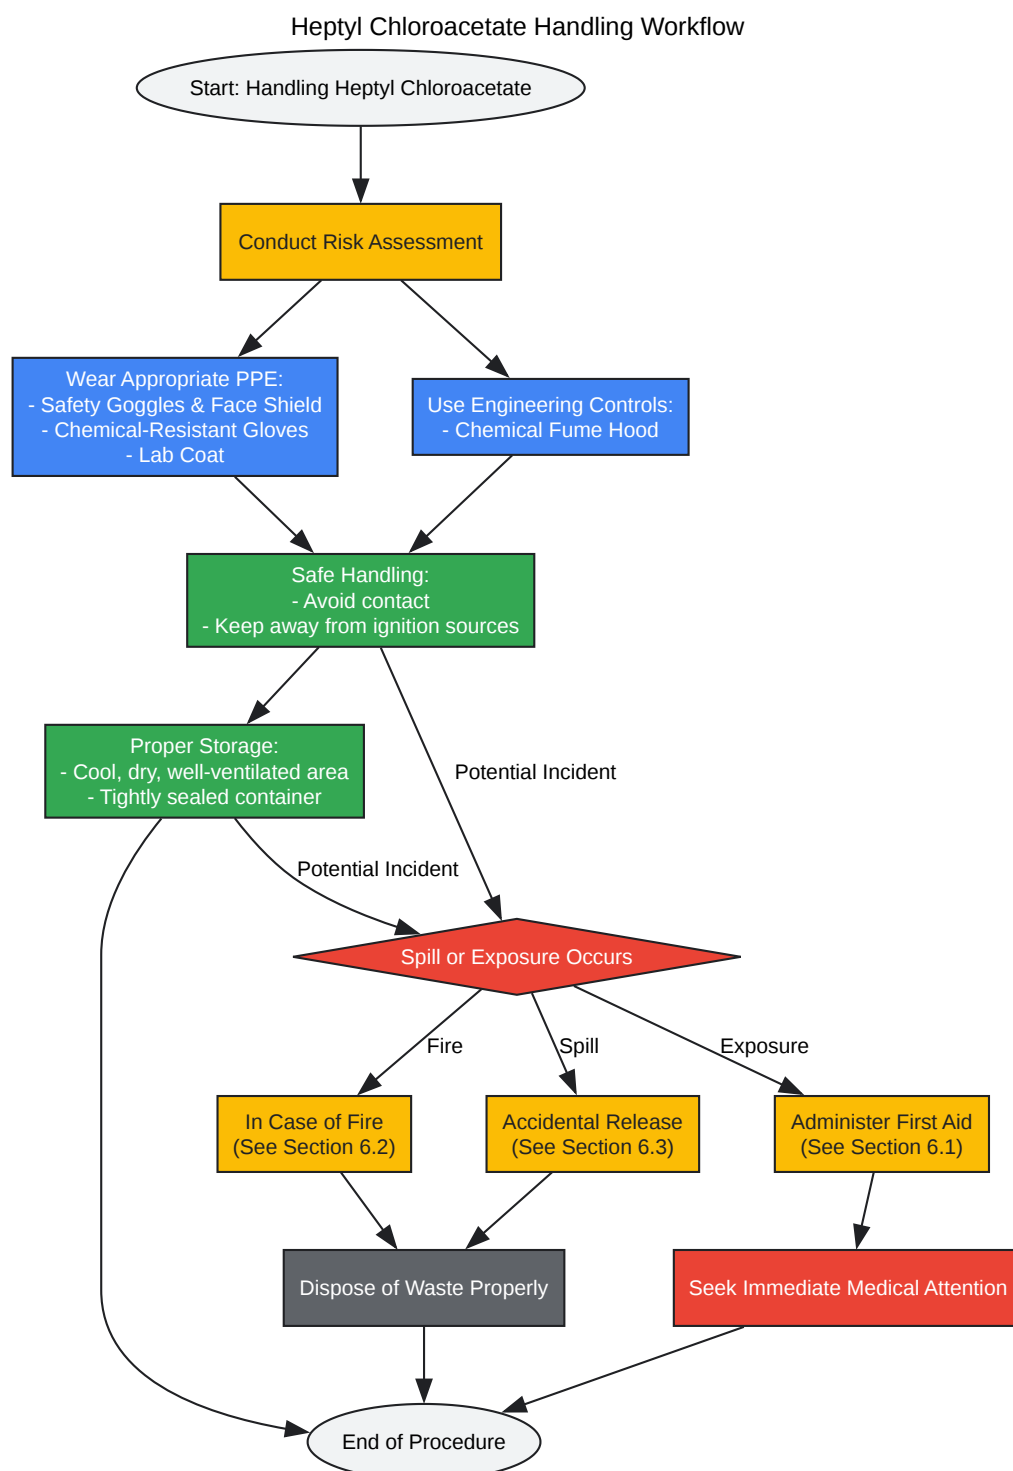 Heptyl Chloroacetate Handling Workflow
Start: Handling Heptyl Chloroacetate
Conduct Risk Assessment
Wear Appropriate PPE:
- Safety Goggles & Face Shield
- Chemical-Resistant Gloves
- Lab Coat
Use Engineering Controls:
- Chemical Fume Hood
Safe Handling:
- Avoid contact
- Keep away from ignition sources
Proper Storage:
- Cool, dry, well-ventilated area
- Tightly sealed container
Potential Incident
Potential Incident
Spill or Exposure Occurs
Fire
Spill
Exposure
In Case of Fire
(See Section 6.2)
Accidental Release
(See Section 6.3)
Administer First Aid
(See Section 6.1)
Dispose of Waste Properly
Seek Immediate Medical Attention
End of Procedure